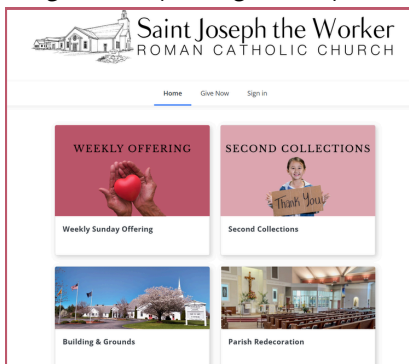 Saint Joseph the Worker
ROMAN CATHOLIC CHURCH
Home Give Now Sign in
WEEKLY OFFERING
Weekly Sunday Offering
SECOND COLLECTIONS
Thank You
Second Collections
Building & Grounds
Parish Redecoration